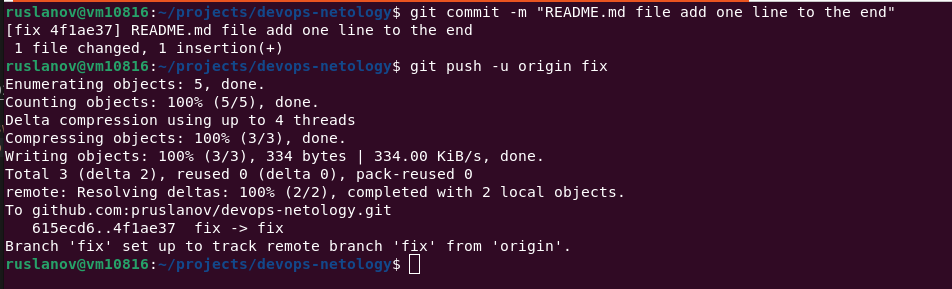 ruslanov@vm10816:~/projects/devops-netology$ git commit -m "README.md file add one line to the end"
[fix 4f1ae37] README.md file add one line to the end
 1 file changed, 1 insertion(+)
ruslanov@vm10816:~/projects/devops-netology$ git push -u origin fix
Enumerating objects: 5, done.
Counting objects: 100% (5/5), done.
Delta compression using up to 4 threads
Compressing objects: 100% (3/3), done.
Writing objects: 100% (3/3), 334 bytes | 334.00 KiB/s, done.
Total 3 (delta 2), reused 0 (delta 0), pack-reused 0
remote: Resolving deltas: 100% (2/2), completed with 2 local objects.
To github.com:pruslanov/devops-netology.git
   615ecd6..4f1ae37  fix -> fix
Branch 'fix' set up to track remote branch 'fix' from 'origin'.
ruslanov@vm10816:~/projects/devops-netology$